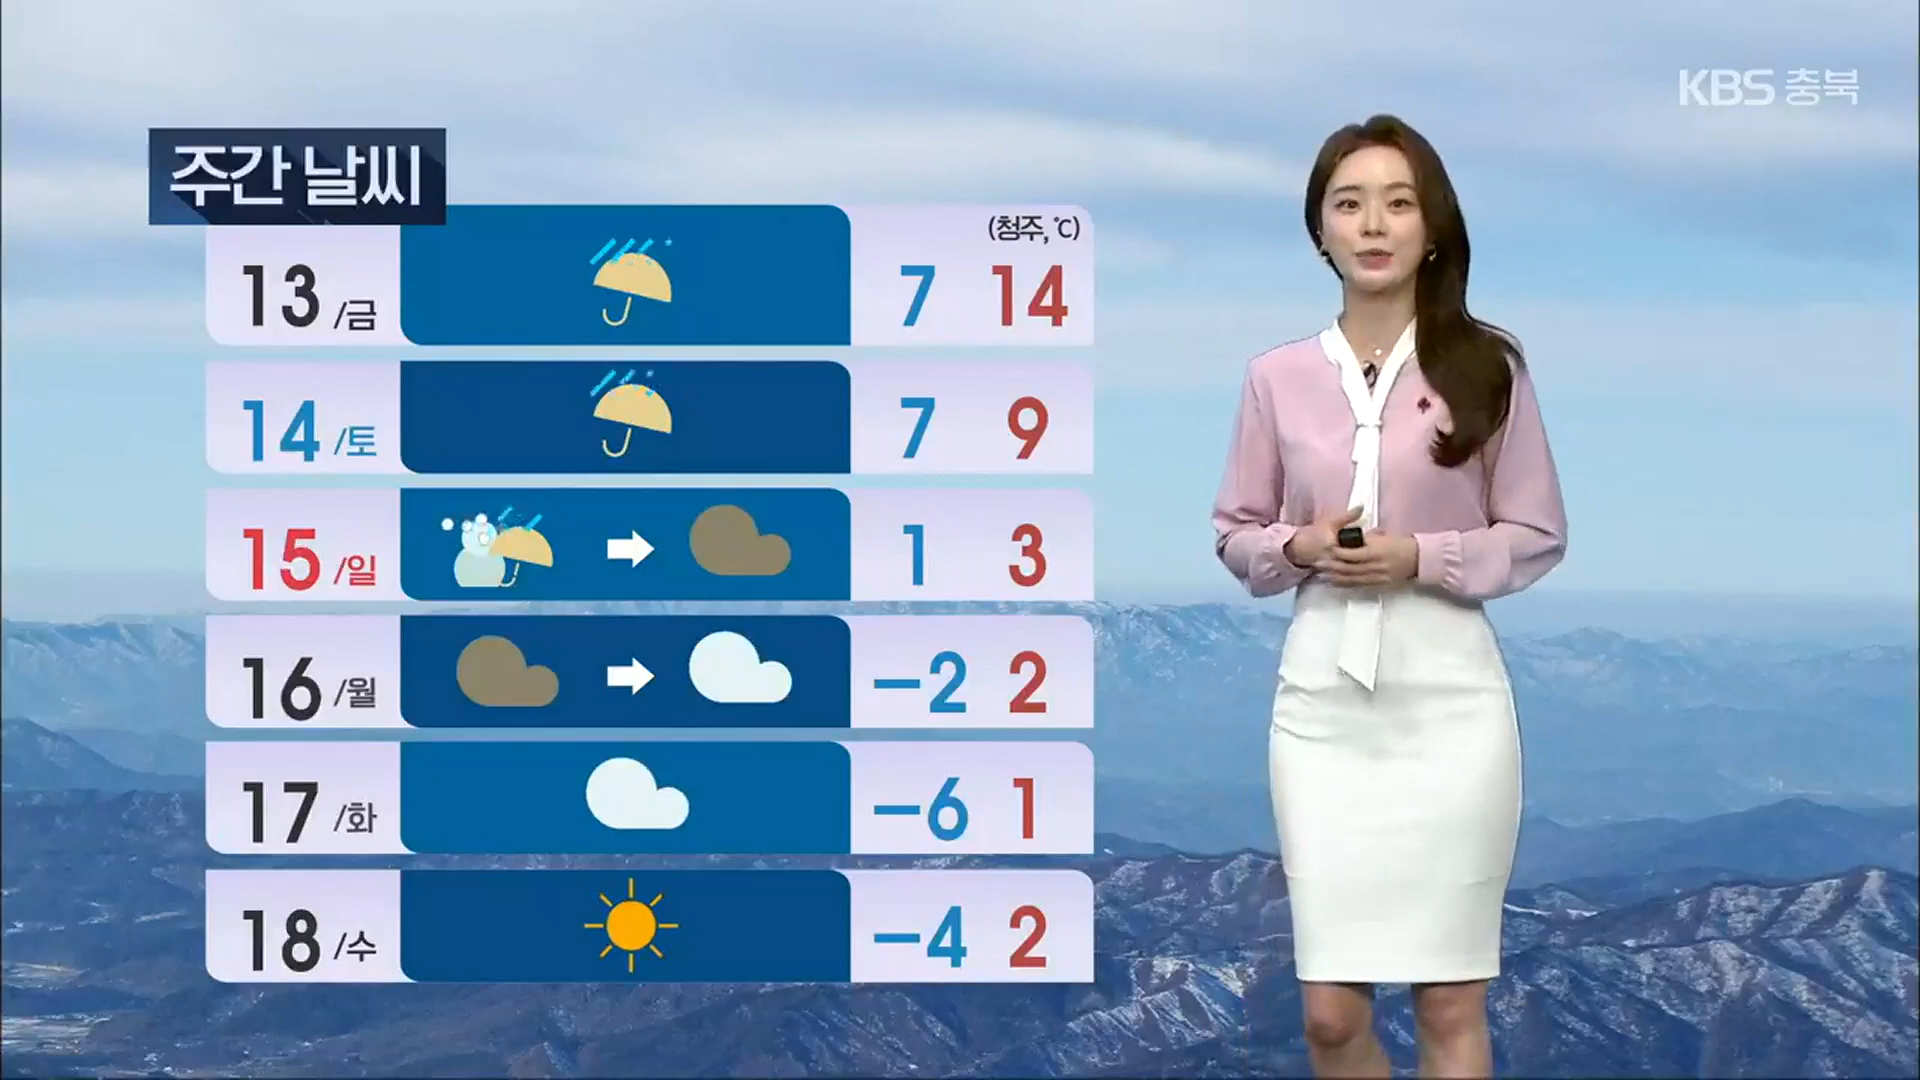 KBS 충북
주간 날씨
(청주, ℃)
13 /금 7 14
14 /토 7 9
15 /일 1 3
16 /월 -2 2
17 /화 -6 1
18 /수 -4 2